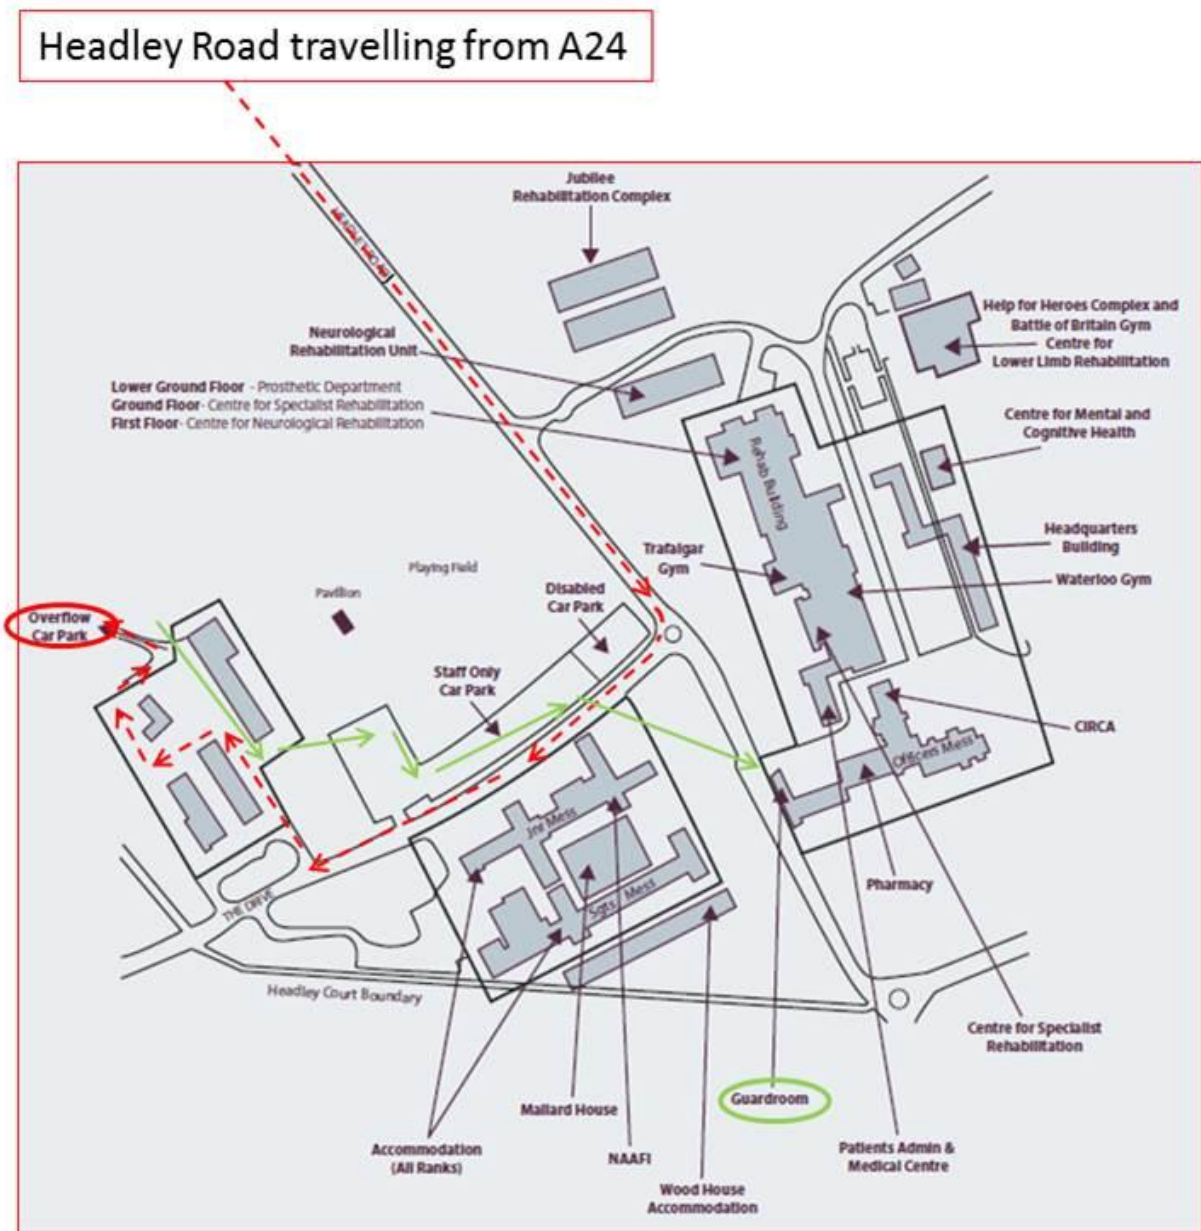 Headley Road travelling from A24
HEADLEY ROAD
Jubilee
Rehabilitation Complex
Neurological
Rehabilitation Unit
Lower Ground Floor - Prosthetic Department
Ground Floor- Centre for Specialist Rehabilitation
First Floor- Centre for Neurological Rehabilitation
Help for Heroes Complex and
Battle of Britain Gym
Centre for
Lower Limb Rehabilitation
Centre for Mental and
Cognitive Health
Rehab Building
Headquarters
Building
Trafalgar
Gym
Waterloo Gym
Playing Field
Pavillion
Disabled
Car Park
Overflow
Car Park
Staff Only
Car Park
CIRCA
Officers Mess
Jnr Mess
Sgts. Mess
Pharmacy
THE DRIVE
Headley Court Boundary
Centre for Specialist
Rehabilitation
Guardroom
Mallard House
Accommodation
(All Ranks)
NAAFI
Patients Admin &
Medical Centre
Wood House
Accommodation